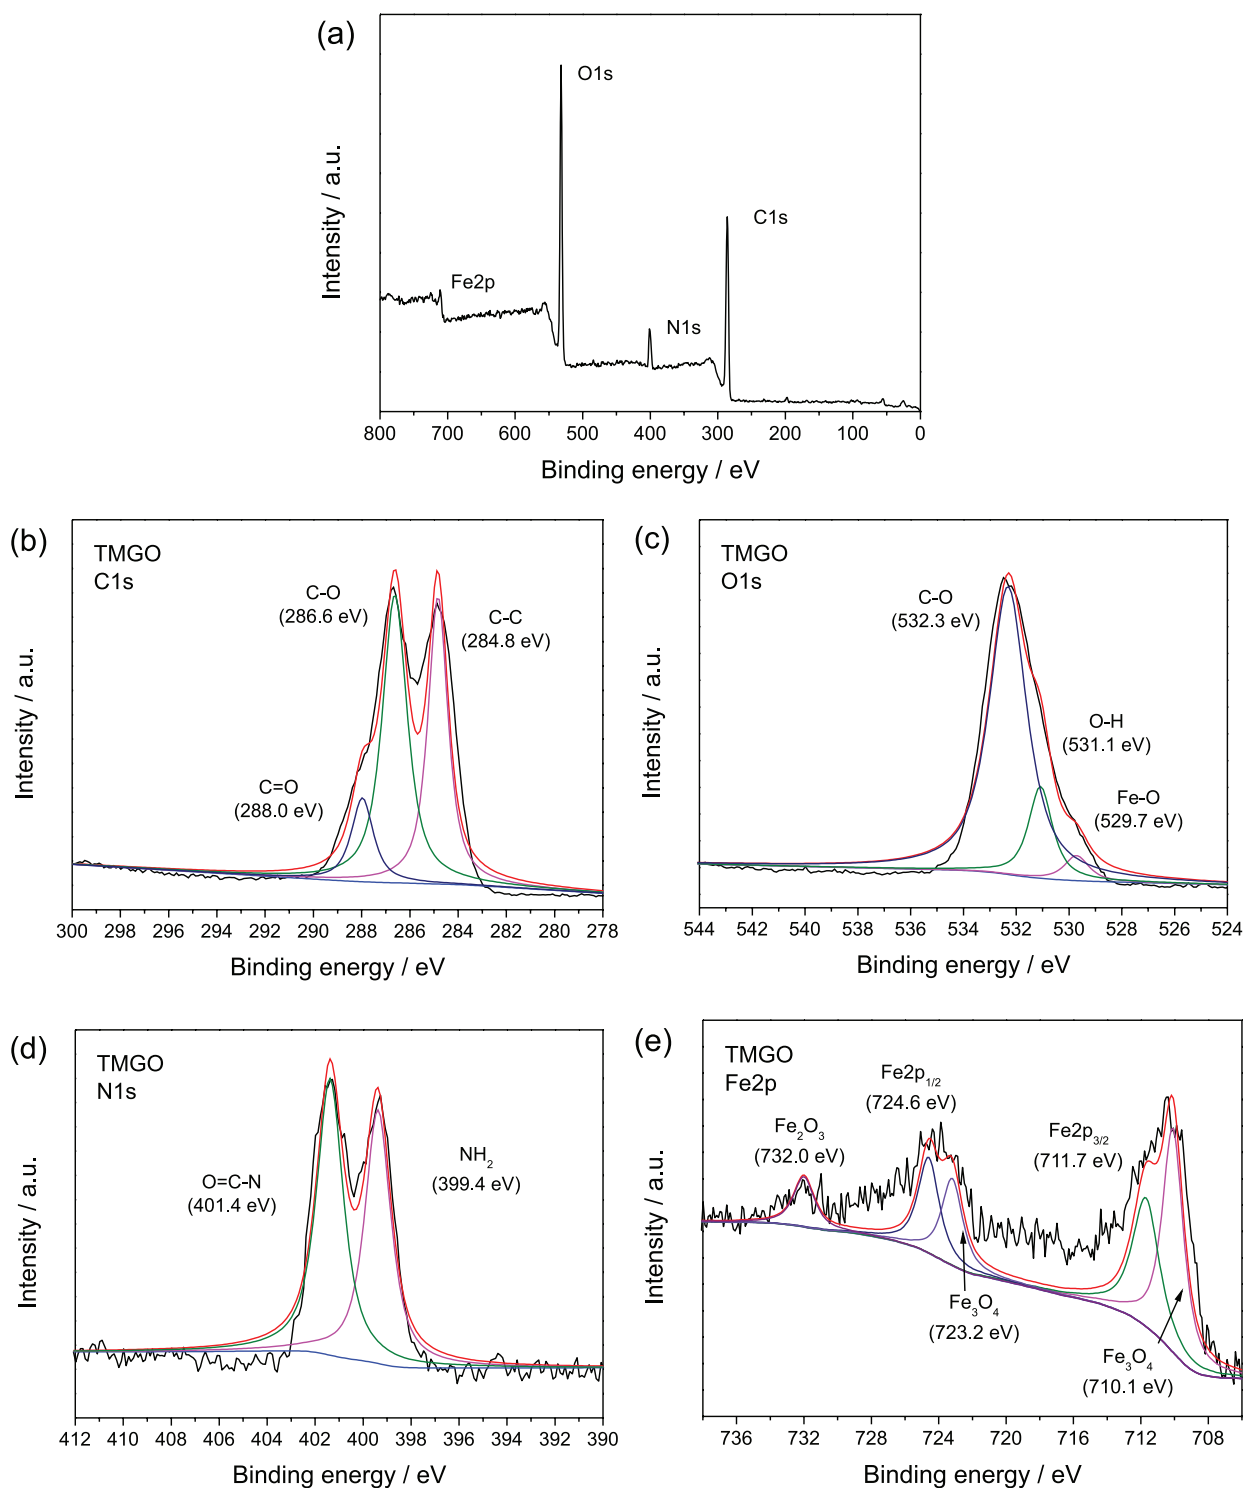 (a)
O1s
C1s
Fe2p
N1s
Intensity / a.u.
800 700 600 500 400 300 200 100 0
Binding energy / eV
(b)
TMGO
C1s
C-O
(286.6 eV)
C-C
(284.8 eV)
C=O
(288.0 eV)
Intensity / a.u.
300 298 296 294 292 290 288 286 284 282 280 278
Binding energy / eV
(c)
TMGO
O1s
C-O
(532.3 eV)
O-H
(531.1 eV)
Fe-O
(529.7 eV)
Intensity / a.u.
544 542 540 538 536 534 532 530 528 526 524
Binding energy / eV
(d)
TMGO
N1s
O=C-N
(401.4 eV)
NH2
(399.4 eV)
Intensity / a.u.
412 410 408 406 404 402 400 398 396 394 392 390
Binding energy / eV
(e)
TMGO
Fe2p
Fe2p1/2
(724.6 eV)
Fe2O3
(732.0 eV)
Fe2p3/2
(711.7 eV)
Fe3O4
(723.2 eV)
Fe3O4
(710.1 eV)
Intensity / a.u.
736 732 728 724 720 716 712 708
Binding energy / eV